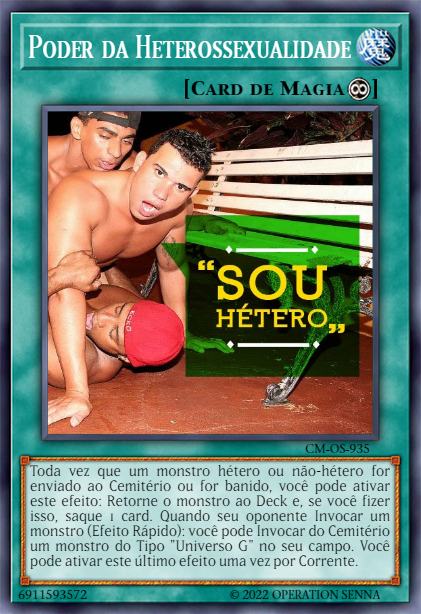 PODER DA HETEROSSEXUALIDADE
魔
[CARD DE MAGIA♾]
“SOU
HÉTERO„
CM-OS-935
Toda vez que um monstro hétero ou não-hétero for
enviado ao Cemitério ou for banido, você pode ativar
este efeito: Retorne o monstro ao Deck e, se você fizer
isso, saque 1 card. Quando seu oponente Invocar um
monstro (Efeito Rápido): você pode Invocar do Cemitério
um monstro do Tipo "Universo G" no seu campo. Você
pode ativar este último efeito uma vez por Corrente.
6911593572
© 2022 OPERATION SENNA